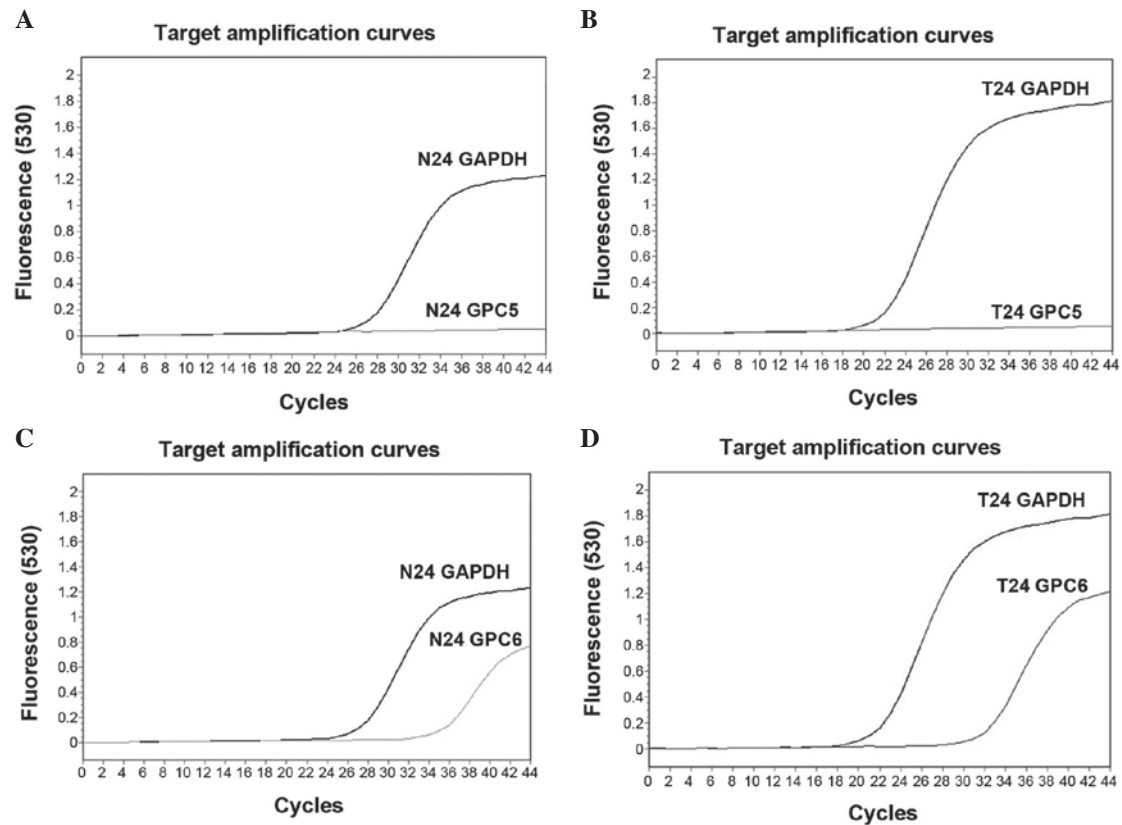 A
Target amplification curves
Fluorescence (530)
2
1.8
1.6
1.4
1.2
1
0.8
0.6
0.4
0.2
0
N24 GAPDH
N24 GPC5
0 2 4 6 8 10 12 14 16 18 20 22 24 26 28 30 32 34 36 38 40 42 44
Cycles
B
Target amplification curves
Fluorescence (530)
2
1.8
1.6
1.4
1.2
1
0.8
0.6
0.4
0.2
0
T24 GAPDH
T24 GPC5
0 2 4 6 8 10 12 14 16 18 20 22 24 26 28 30 32 34 36 38 40 42 44
Cycles
C
Target amplification curves
Fluorescence (530)
2
1.8
1.6
1.4
1.2
1
0.8
0.6
0.4
0.2
0
N24 GAPDH
N24 GPC6
0 2 4 6 8 10 12 14 16 18 20 22 24 26 28 30 32 34 36 38 40 42 44
Cycles
D
Target amplification curves
Fluorescence (530)
2
1.8
1.6
1.4
1.2
1
0.8
0.6
0.4
0.2
0
T24 GAPDH
T24 GPC6
0 2 4 6 8 10 12 14 16 18 20 22 24 26 28 30 32 34 36 38 40 42 44
Cycles